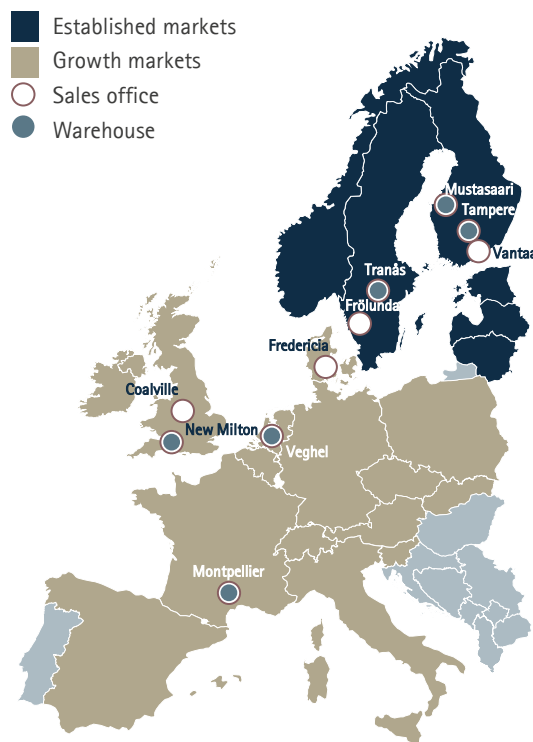 Established markets
Growth markets
Sales office
Warehouse
Mustasaari
Tampere
Vantaa
Tranås
Frölunda
Fredericia
Coalville
New Milton
Veghel
Montpellier